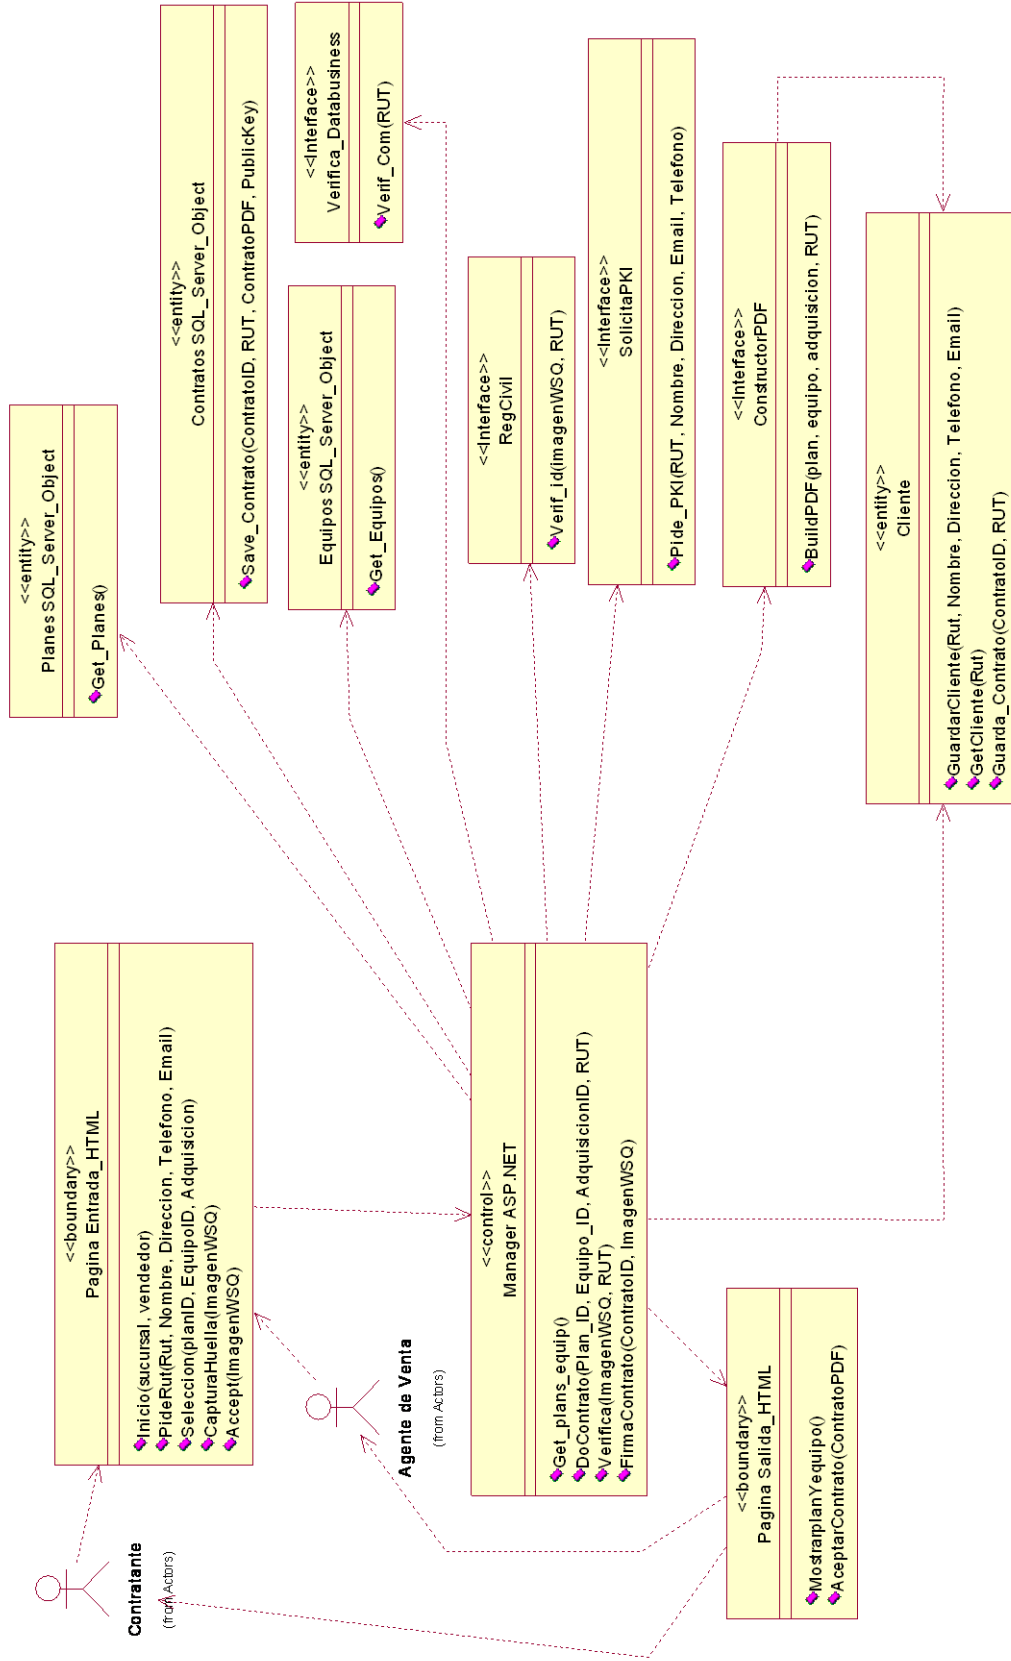 Contratante
(from Actors)
<<boundary>>
Pagina Entrada_HTML
Inicio(sucursal, vendedor)
PideRut(Rut, Nombre, Direccion, Telefono, Email)
Seleccion(planID, EquipoID, Adquisicion)
CapturaHuella(ImagenWSQ)
Accept(ImagenWSQ)
Agente de Venta
(from Actors)
<<entity>>
Planes SQL_Server_Object
Get_Planes()
<<entity>>
Contratos SQL_Server_Object
Save_Contrato(ContratoID, RUT, ContratoPDF, PublicKey)
<<entity>>
Equipos SQL_Server_Object
Get_Equipos()
<<Interface>>
Verifica_Databusiness
Verif_Com(RUT)
<<control>>
Manager ASP.NET
Get_plans_equip()
DoContrato(Plan_ID, Equipo_ID, AdquisicionID, RUT)
Verifica(ImagenWSQ, RUT)
FirmaContrato(ContratoID, ImagenWSQ)
<<Interface>>
RegCivil
Verif_id(imagenWSQ, RUT)
<<Interface>>
SolicitaPKI
Pide_PKI(RUT, Nombre, Direccion, Email, Telefono)
<<Interface>>
ConstructorPDF
BuildPDF(plan, equipo, adquisicion, RUT)
<<boundary>>
Pagina Salida_HTML
MostrarplanYequipo()
AceptarContrato(ContratoPDF)
<<entity>>
Cliente
GuardarCliente(Rut, Nombre, Direccion, Telefono, Email)
GetCliente(Rut)
Guarda_Contrato(ContratoID, RUT)